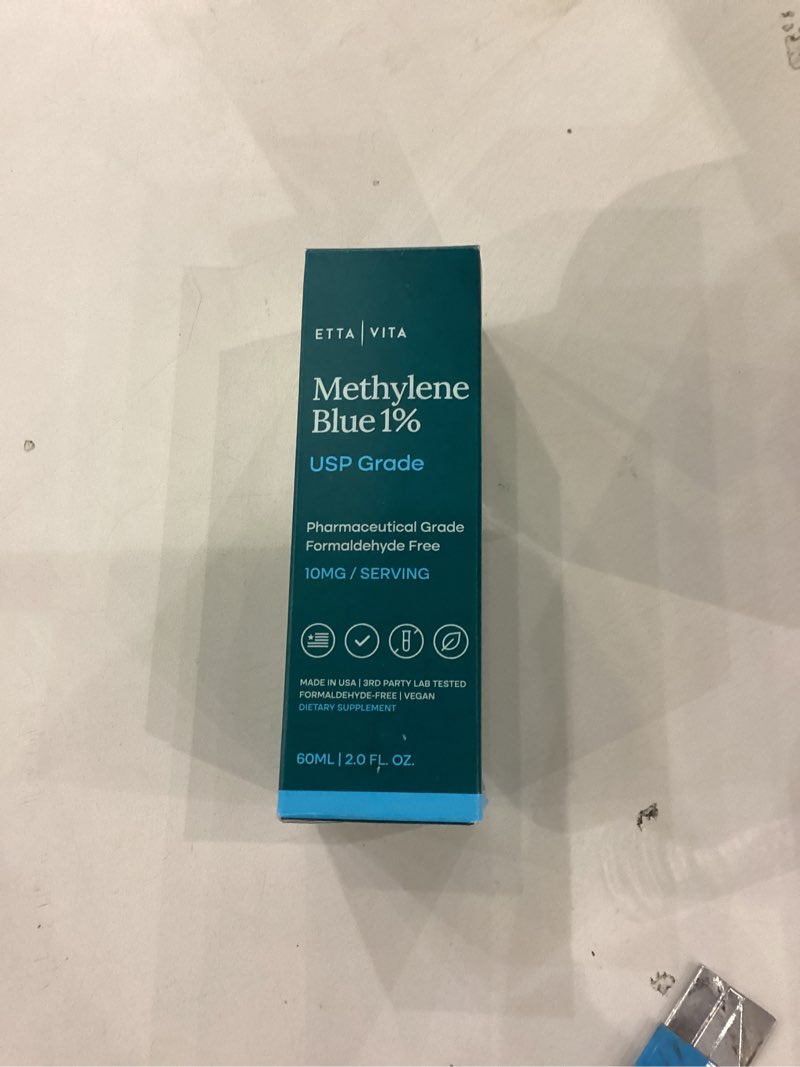 ETTA | VITA
Methylene
Blue 1%
USP Grade
Pharmaceutical Grade
Formaldehyde Free
10MG / SERVING
MADE IN USA | 3RD PARTY LAB TESTED
FORMALDEHYDE-FREE | VEGAN
DIETARY SUPPLEMENT
60ML | 2.0 FL. OZ.